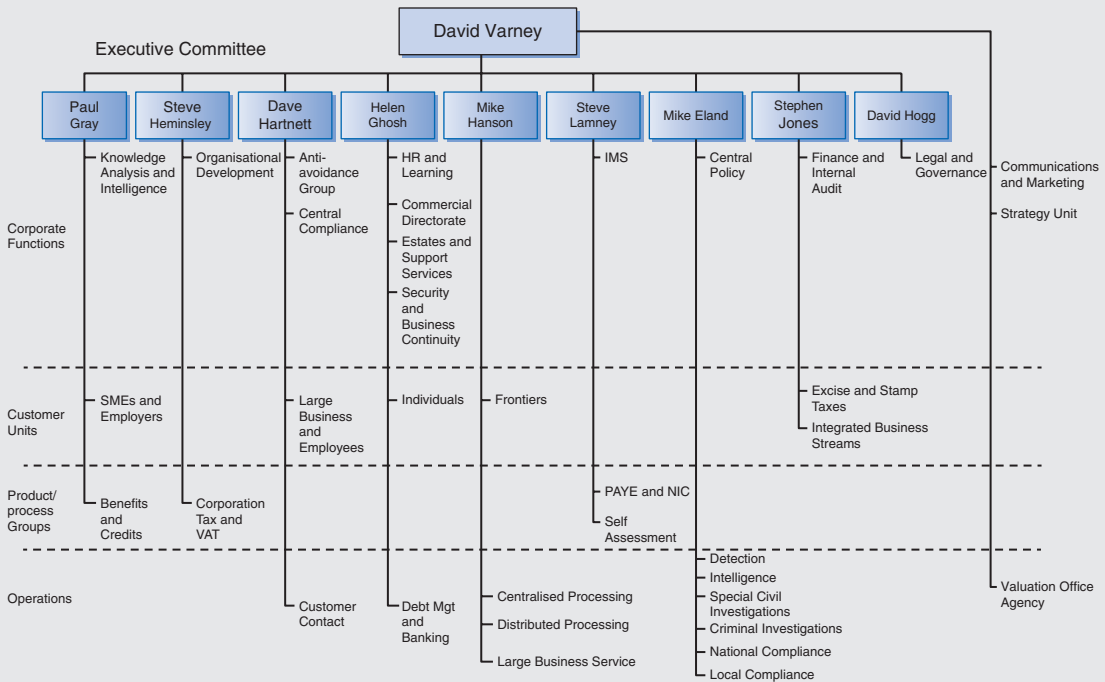 David Varney
Executive Committee
Paul
Gray
Steve
Heminsley
Dave
Hartnett
Helen
Ghosh
Mike
Hanson
Steve
Lamney
Mike Eland
Stephen
Jones
David Hogg
Corporate
Functions
Knowledge
Analysis and
Intelligence
Organisational
Development
Anti-
avoidance
Group
Central
Compliance
HR and
Learning
Commercial
Directorate
Estates and
Support
Services
Security
and
Business
Continuity
IMS
Central
Policy
Finance and
Internal
Audit
Legal and
Governance
Communications
and Marketing
Strategy Unit
Customer
Units
SMEs and
Employers
Large
Business
and
Employees
Individuals
Frontiers
Excise and Stamp
Taxes
Integrated Business
Streams
Product/
process
Groups
Benefits
and
Credits
Corporation
Tax and
VAT
PAYE and NIC
Self
Assessment
Operations
Customer
Contact
Debt Mgt
and
Banking
Centralised Processing
Distributed Processing
Large Business Service
Detection
Intelligence
Special Civil
Investigations
Criminal Investigations
National Compliance
Local Compliance
Valuation Office
Agency